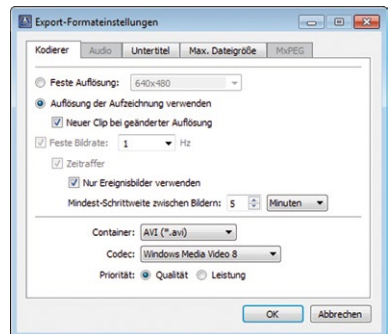 Export-Formateinstellungen
Kodierer Audio Untertitel Max. Dateigröße MxPEG
Feste Auflösung: 640x480
Auflösung der Aufzeichnung verwenden
Neuer Clip bei geänderter Auflösung
Feste Bildrate: 1 Hz
Zeitraffer
Nur Ereignisbilder verwenden
Mindest-Schrittweite zwischen Bildern: 5 Minuten
Container: AVI (*.avi)
Codec: Windows Media Video 8
Priorität: Qualität Leistung
OK Abbrechen